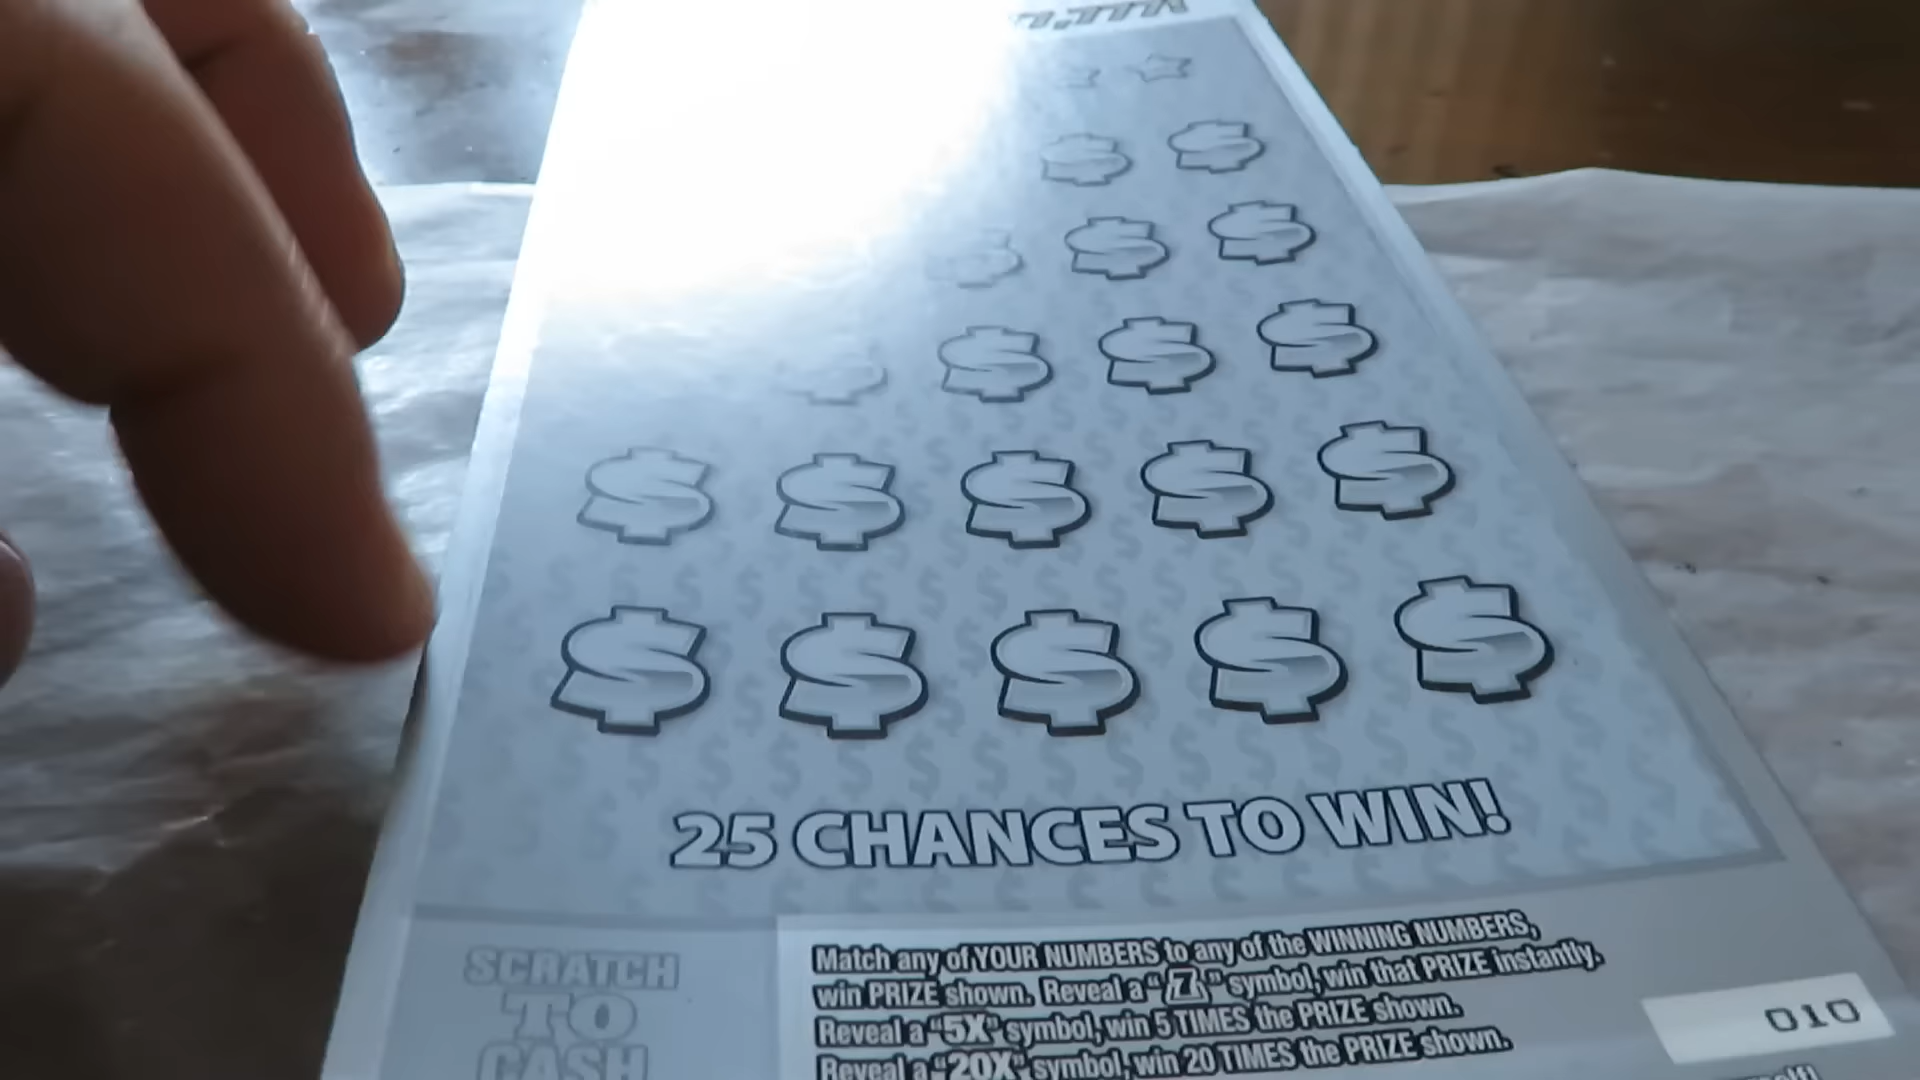 25 CHANCES TO WIN!
SCRATCH
TO
CASH
Match any of YOUR NUMBERS to any of the WINNING NUMBERS,
win PRIZE shown. Reveal a "7" symbol, win that PRIZE instantly.
Reveal a "5X" symbol, win 5 TIMES the PRIZE shown.
Reveal a "20X" symbol, win 20 TIMES the PRIZE shown.
010